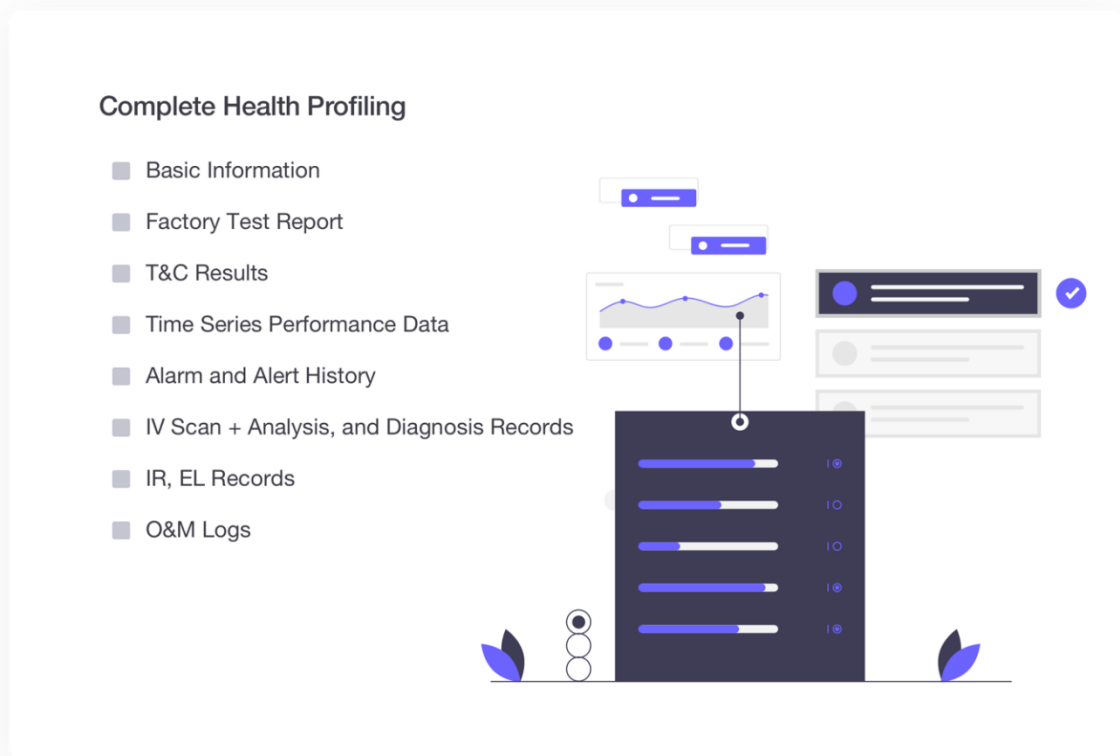 Complete Health Profiling
Basic Information
Factory Test Report
T&C Results
Time Series Performance Data
Alarm and Alert History
IV Scan + Analysis, and Diagnosis Records
IR, EL Records
O&M Logs